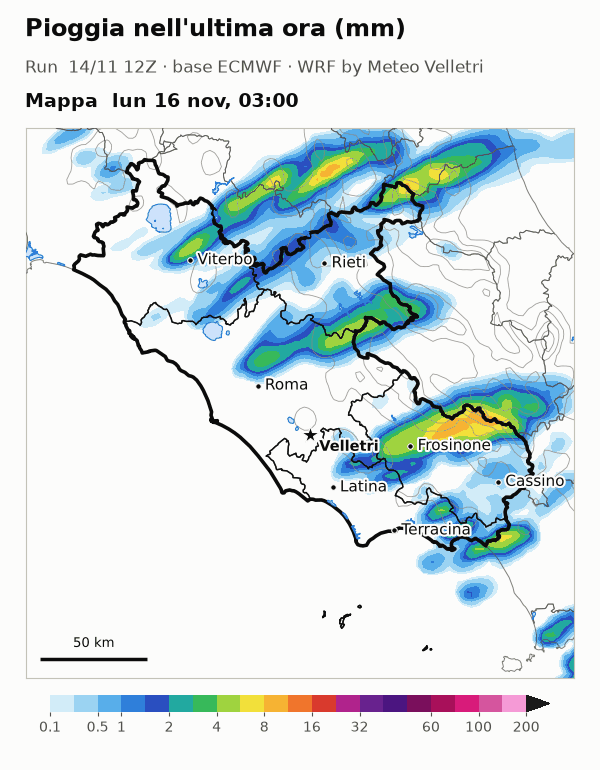 Pioggia nell'ultima ora (mm)
Run  14/11 12Z · base ECMWF · WRF by Meteo Velletri
Mappa  lun 16 nov, 03:00
Viterbo
Rieti
Roma
Velletri
Frosinone
Latina
Cassino
Terracina
50 km
0.1 0.5 1 2 4 8 16 32 60 100 200